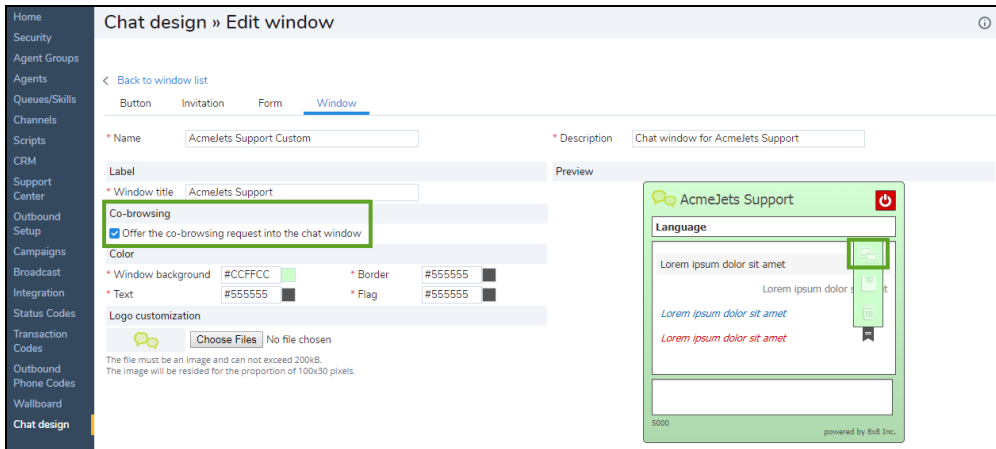 Home
Security
Agent Groups
Agents
Queues/Skills
Channels
Scripts
CRM
Support
Center
Outbound
Setup
Campaigns
Broadcast
Integration
Status Codes
Transaction
Codes
Outbound
Phone Codes
Wallboard
Chat design
Chat design » Edit window
< Back to window list
Button Invitation Form Window
* Name AcmeJets Support Custom
* Description Chat window for AcmeJets Support
Label
* Window title AcmeJets Support
Co-browsing
Offer the co-browsing request into the chat window
Color
* Window background #CCFFCC * Border #555555
* Text #555555 * Flag #555555
Logo customization
Choose Files No file chosen
The file must be an image and can not exceed 200kB.
The image will be resided for the proportion of 100x30 pixels.
Preview
AcmeJets Support
Language
Lorem ipsum dolor sit amet
Lorem ipsum dolor s t
Lorem ipsum dolor sit amet
Lorem ipsum dolor sit amet
5000
powered by 8x8 Inc.